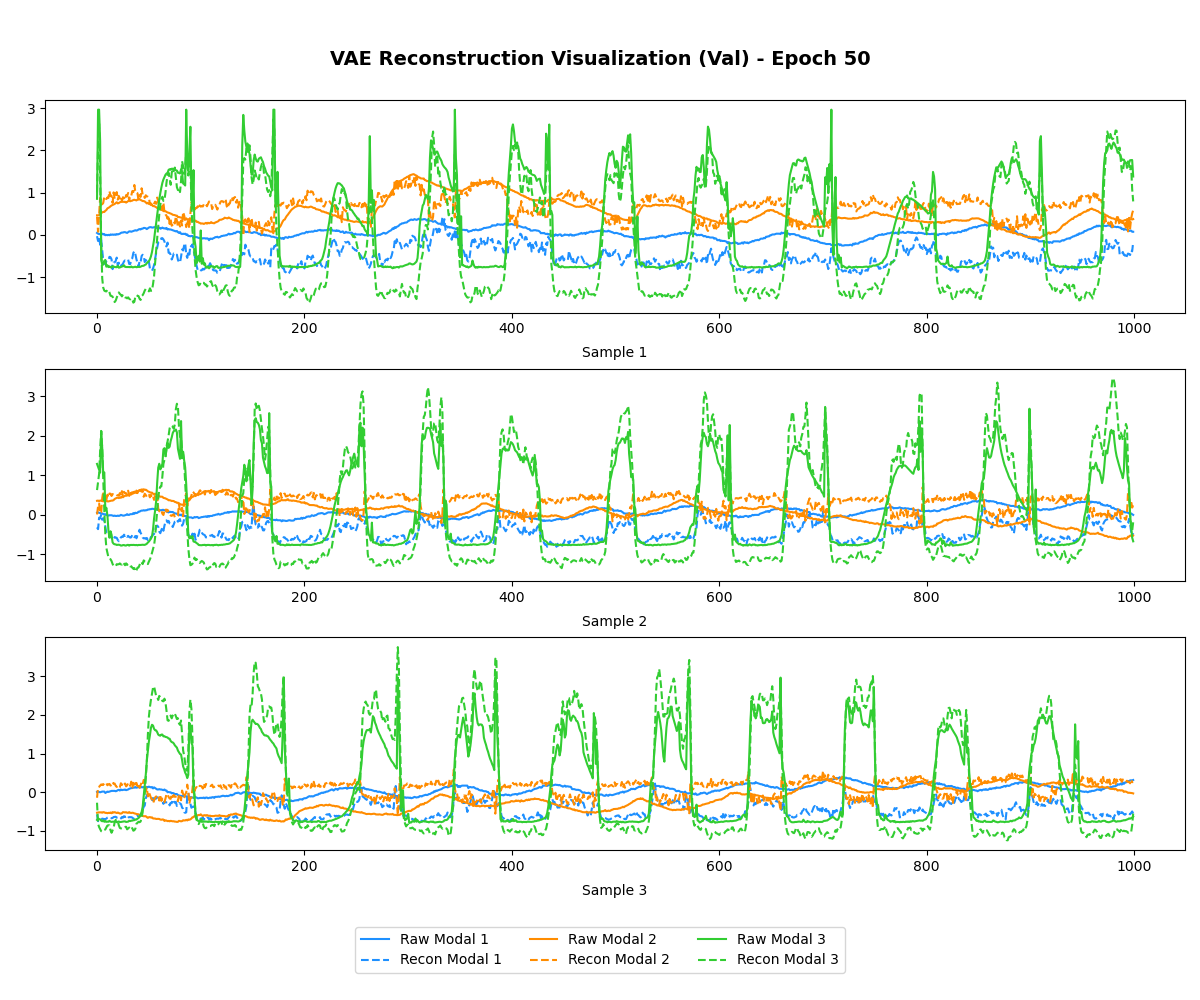 VAE Reconstruction Visualization (Val) - Epoch 50
3
2
1
0
−1
0 200 400 600 800 1000
Sample 1
3
2
1
0
−1
0 200 400 600 800 1000
Sample 2
3
2
1
0
−1
0 200 400 600 800 1000
Sample 3
Raw Modal 1 Raw Modal 2 Raw Modal 3
Recon Modal 1 Recon Modal 2 Recon Modal 3